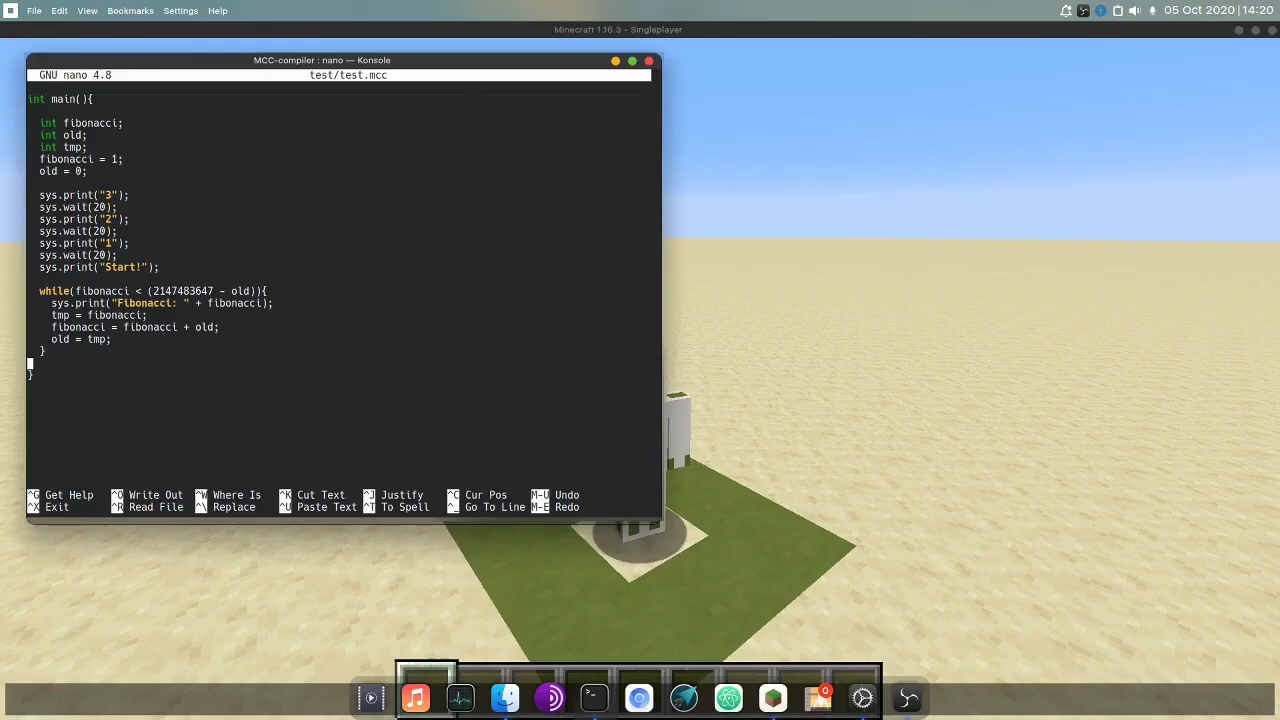 File Edit View Bookmarks Settings Help
05 Oct 2020|14:20
Minecraft 1.16.3 - Singleplayer
MCC-compiler : nano — Konsole
GNU nano 4.8 test/test.mcc
int main(){
int fibonacci;
int old;
int tmp;
fibonacci = 1;
old = 0;
sys.print("3");
sys.wait(20);
sys.print("2");
sys.wait(20);
sys.print("1");
sys.wait(20);
sys.print("Start!");
while(fibonacci < (2147483647 - old)){
sys.print("Fibonacci: " + fibonacci);
tmp = fibonacci;
fibonacci = fibonacci + old;
old = tmp;
}
}
^G Get Help ^O Write Out ^W Where Is ^K Cut Text ^J Justify ^C Cur Pos M-U Undo
^X Exit ^R Read File ^\ Replace ^U Paste Text ^T To Spell ^_ Go To Line M-E Redo
0